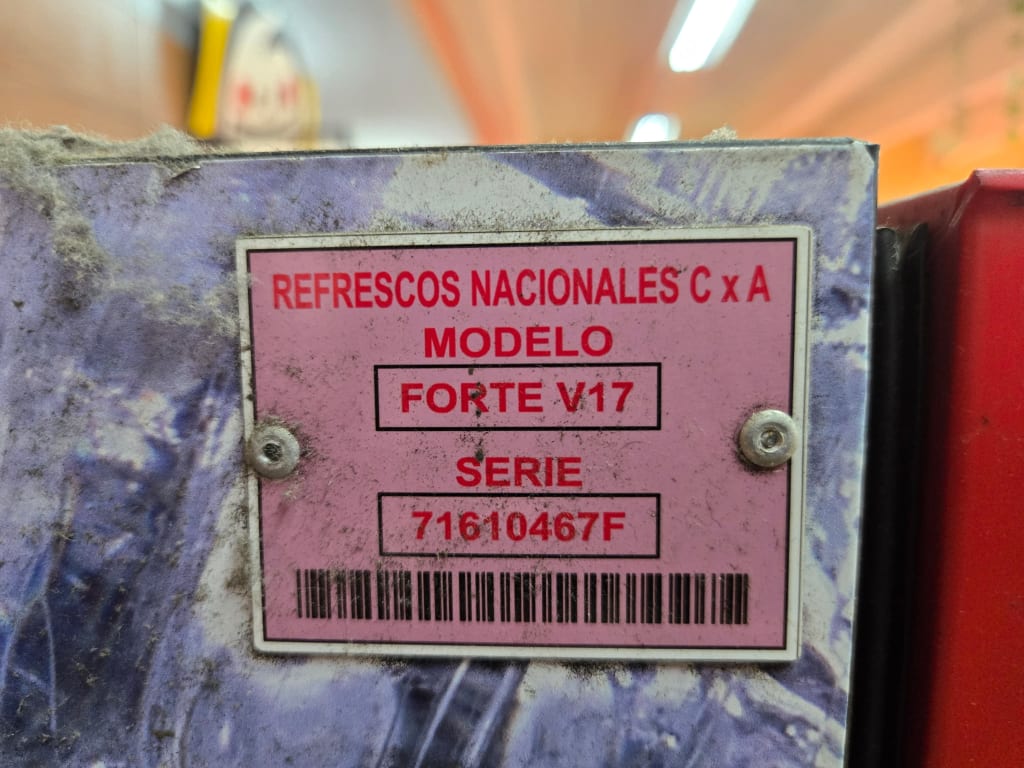 REFRESCOS NACIONALES C x A
MODELO
FORTE V17
SERIE
71610467F